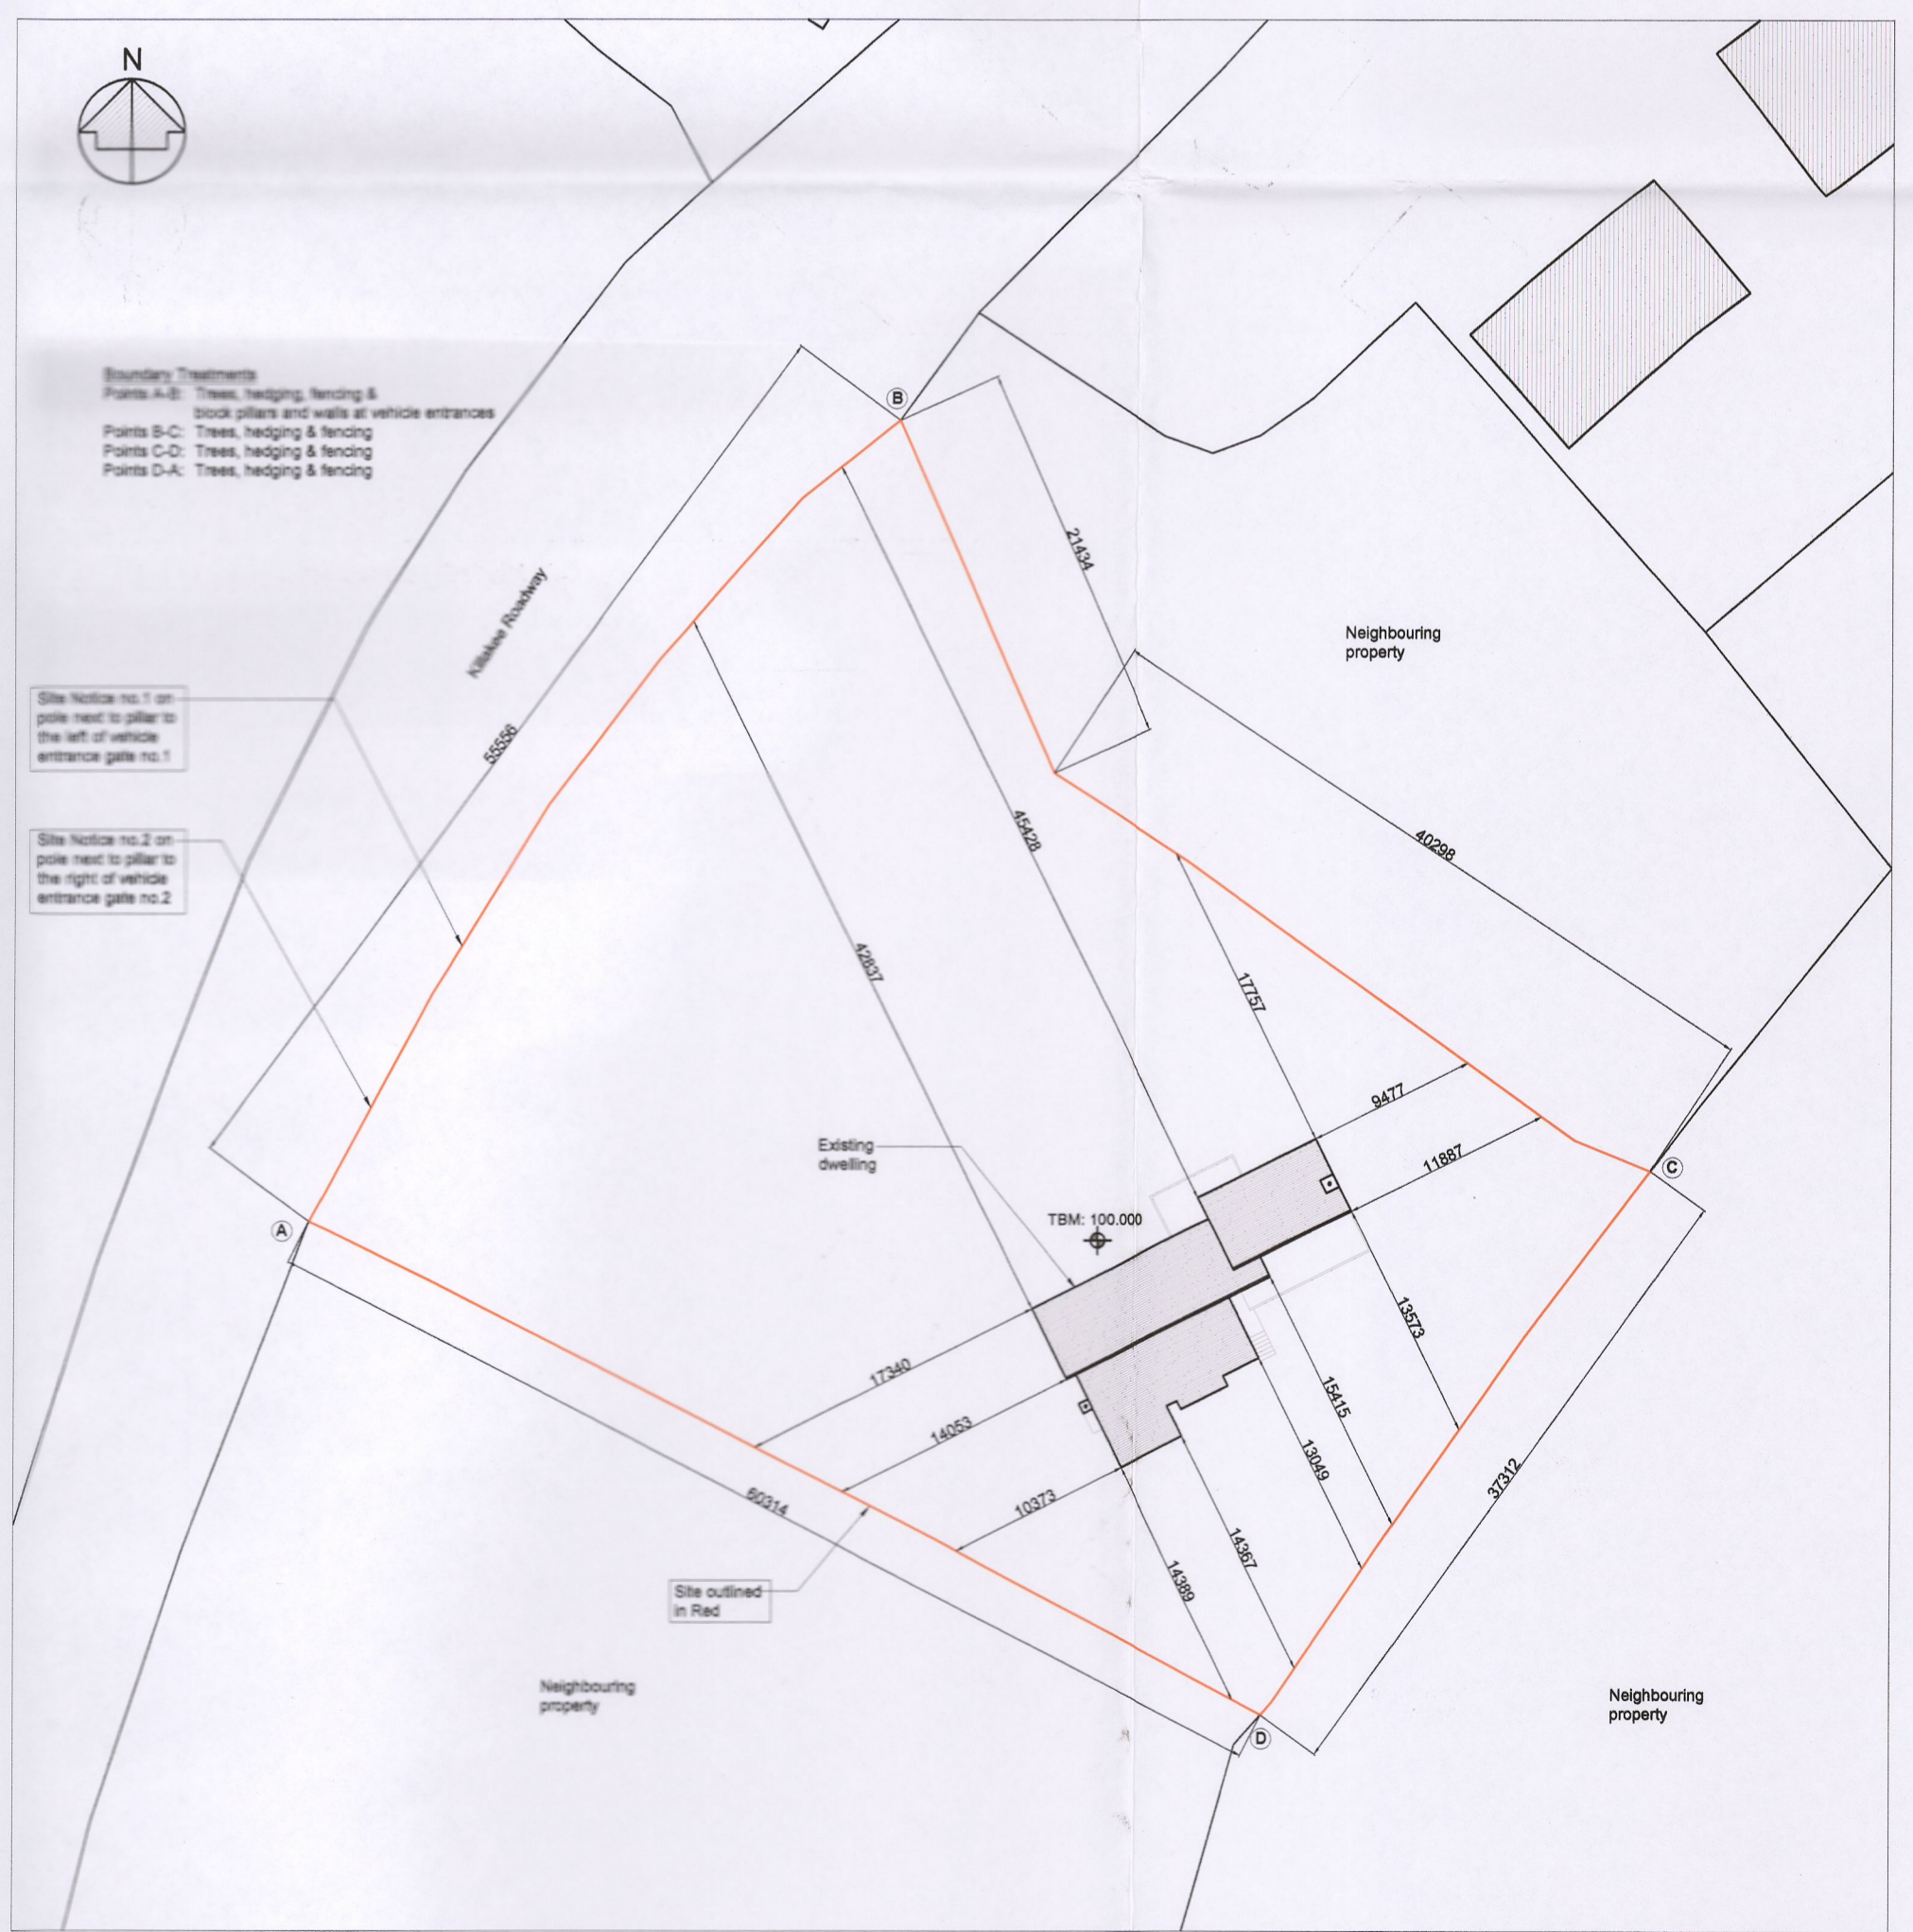 N
B
Boundary Treatments
Points A-B: Trees, hedging, fencing &
block pillars and walls at vehicle entrances
Points B-C: Trees, hedging & fencing
Points C-D: Trees, hedging & fencing
Points D-A: Trees, hedging & fencing
21434
Killakee Roadway
Neighbouring
property
Site Notice no.1 on
pole next to pillar to
the left of vehicle
entrance gate no.1
55556
45428
40298
Site Notice no.2 on
pole next to pillar to
the right of vehicle
entrance gate no.2
42837
17757
9477
Existing
dwelling
11887
C
TBM: 100.000
A
13573
17340
15415
14053
13049
37312
60314
10373
14367
14389
Site outlined
in Red
Neighbouring
property
Neighbouring
property
D